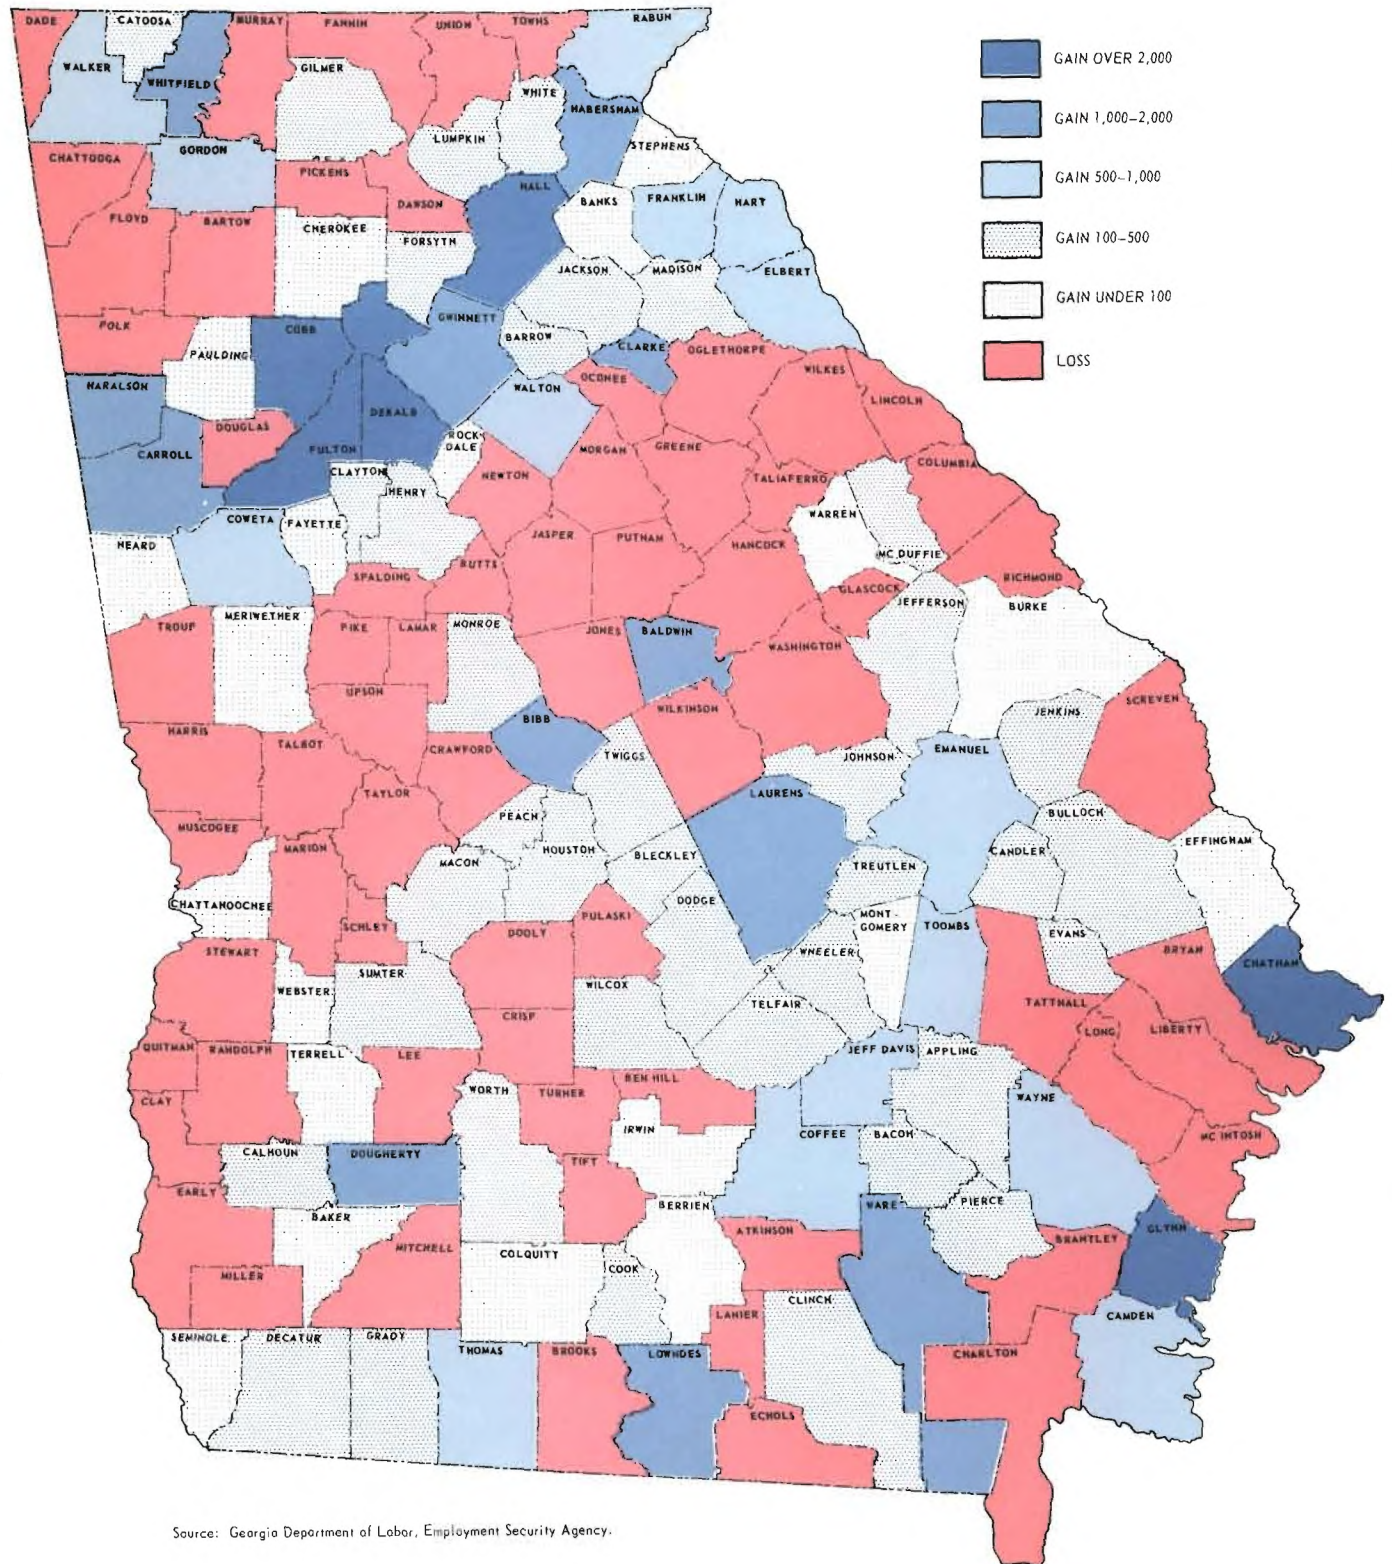 DADE
CATOOSA
MURRAY
FANNIN
UNION
TOWNS
RABUN
WALKER
WHITFIELD
GILMER
WHITE
HABERSHAM
LUMPKIN
STEPHENS
CHATTOOGA
GORDON
PICKENS
HALL
BANKS
FRANKLIN
HART
FLOYD
BARTOW
DAWSON
CHEROKEE
FORSYTH
JACKSON
MADISON
ELBERT
POLK
COBB
GWINNETT
BARROW
CLARKE
OGLETHORPE
PAULDING
WILKES
HARALSON
OCONEE
WALTON
LINCOLN
DEKALB
DOUGLAS
CARROLL
FULTON
ROCK
DALE
MORGAN
GREENE
CLAYTON
HENRY
NEWTON
TALIAFERRO
COLUMBIA
COWETA
FAYETTE
WARREN
HEARD
JASPER
PUTNAM
HANCOCK
MC DUFFIE
SPALDING
BUTTS
GLASCOCK
RICHMOND
JEFFERSON
BURKE
TROUP
MERIWETHER
PIKE
LAMAR
MONROE
JONES
BALDWIN
WASHINGTON
UPSON
WILKINSON
SCREVEN
BIBB
JENKINS
HARRIS
TALBOT
CRAWFORD
TWIGGS
JOHNSON
EMANUEL
TAYLOR
LAURENS
MUSCOGEE
PEACH
BULLOCH
MARION
MACON
HOUSTON
BLECKLEY
TREUTLEN
CANDLER
EFFINGHAM
CHATTAHOOCHEE
DODGE
SCHLEY
DOOLY
PULASKI
MONT-
GOMERY
TOOMBS
EVANS
STEWART
WHEELER
BRYAN
CHATHAM
SUMTER
WEBSTER
WILCOX
TELFAIR
TATTNALL
CRISP
LONG
LIBERTY
QUITMAN
RANDOLPH
TERRELL
LEE
JEFF DAVIS
APPLING
BEN HILL
CLAY
WORTH
TURNER
WAYNE
IRWIN
COFFEE
BACON
MC INTOSH
CALHOUN
DOUGHERTY
TIFT
EARLY
BERRIEN
WARE
PIERCE
BAKER
ATKINSON
BRANTLEY
GLYNN
MITCHELL
COLQUITT
COOK
MILLER
CLINCH
LANIER
CAMDEN
SEMINOLE
DECATUR
GRADY
THOMAS
BROOKS
LOWNDES
CHARLTON
ECHOLS
GAIN OVER 2,000
GAIN 1,000–2,000
GAIN 500–1,000
GAIN 100–500
GAIN UNDER 100
LOSS
Source: Georgia Department of Labor, Employment Security Agency.